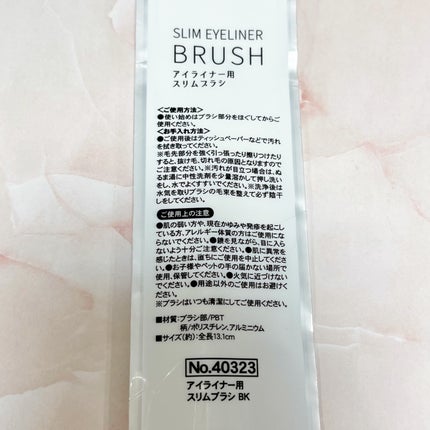 SLIM EYELINER
BRUSH
アイライナー用
スリムブラシ
<ご使用方法>
●使い始めはブラシ部分をほぐしてからご
使用ください。
<お手入れ方法>
●ご使用後はティッシュペーパーなどで汚れ
を拭き取ってください。
※毛先部分を強く引っ張ったり擦りつけたり
すると、抜け毛、切れ毛の原因となりますので
ご注意ください。※汚れが目立つ場合は、ぬ
るま湯に中性洗剤を少量溶かして押し洗い
をし、水でよくすすいでください。※洗浄後は
水気を取りブラシの毛束を整えて必ず陰干
しをしてください。
ご使用上の注意
●肌の弱い方や、現在かゆみや発疹を起こし
ている方、アレルギー体質の方はご使用にな
らないでください。●鏡を見ながら、目に入ら
ないよう十分ご注意ください。●肌に異常を
感じたときは、直ちにご使用を中止してくださ
い。●お子様やペットの手の届かない場所で
使用、保管してください。●火気に近づけない
でください。●用途以外のご使用はお避けく
ださい。
※ブラシはいつも清潔にしてご使用ください。
■材質:ブラシ部/PBT
柄/ポリスチレン、アルミニウム
■サイズ(約):全長13.1cm
No.40323
アイライナー用
スリムブラシ BK